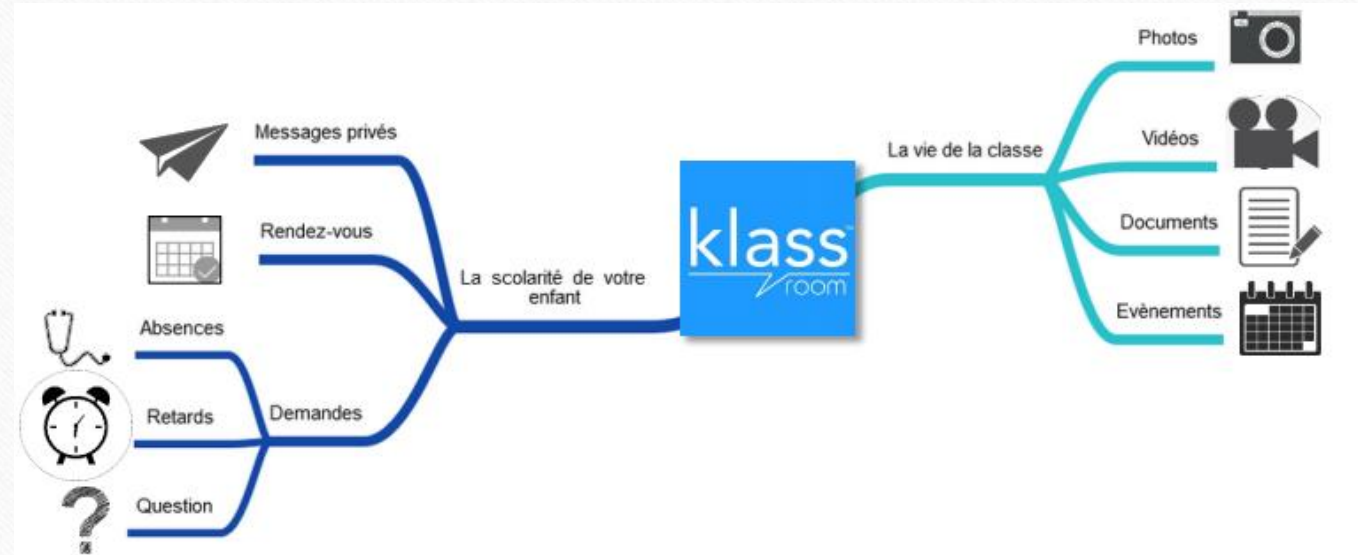 Photos
Messages privés
Vidéos
La vie de la classe
Rendez-vous
Documents
klass
room
La scolarité de votre
enfant
Evènements
Absences
Retards
Demandes
Question